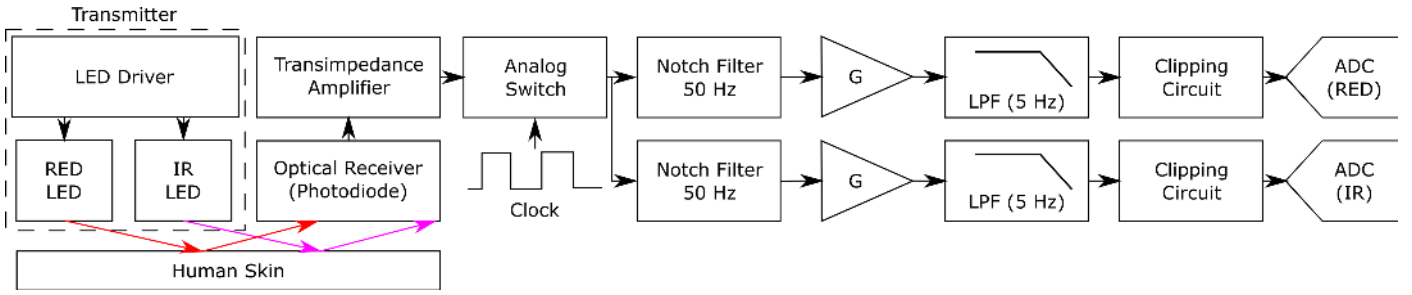 Transmitter
LED Driver
RED
LED
IR
LED
Transimpedance
Amplifier
Optical Receiver
(Photodiode)
Human Skin
Analog
Switch
Clock
Notch Filter
50 Hz
G
LPF (5 Hz)
Clipping
Circuit
ADC
(RED)
Notch Filter
50 Hz
G
LPF (5 Hz)
Clipping
Circuit
ADC
(IR)